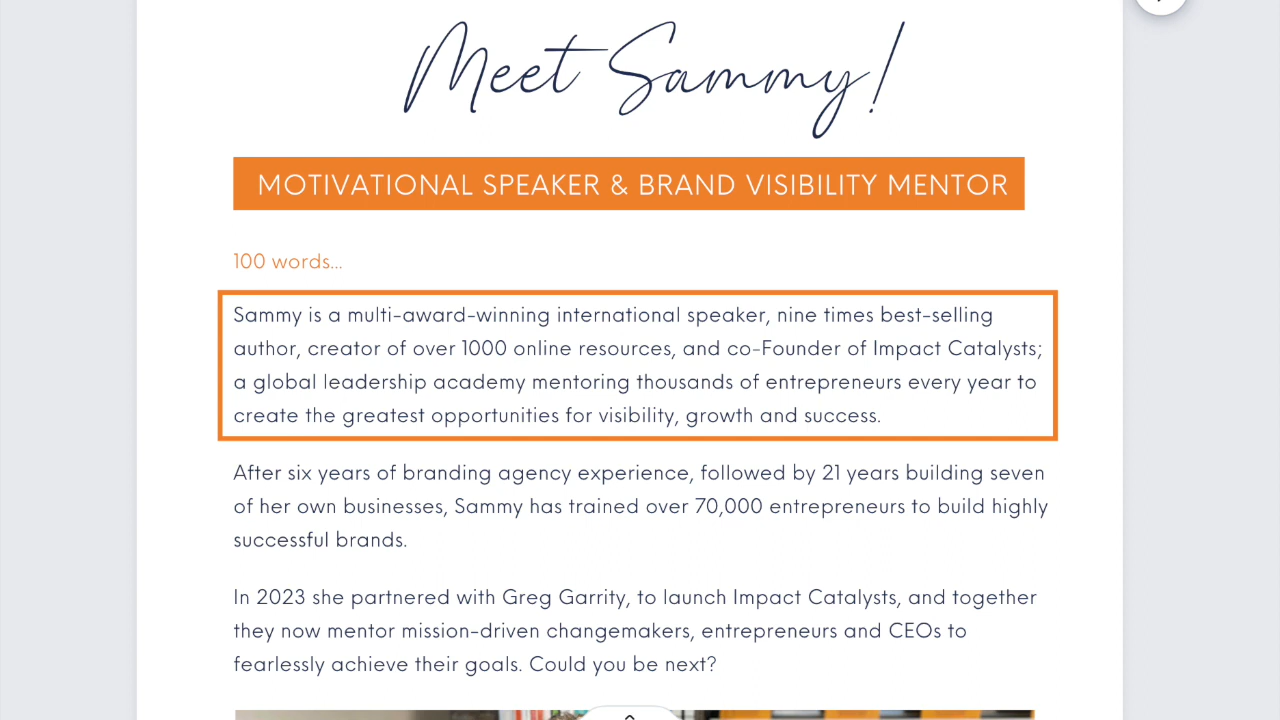 Meet Sammy!
MOTIVATIONAL SPEAKER & BRAND VISIBILITY MENTOR
100 words...
Sammy is a multi-award-winning international speaker, nine times best-selling
author, creator of over 1000 online resources, and co-Founder of Impact Catalysts;
a global leadership academy mentoring thousands of entrepreneurs every year to
create the greatest opportunities for visibility, growth and success.
After six years of branding agency experience, followed by 21 years building seven
of her own businesses, Sammy has trained over 70,000 entrepreneurs to build highly
successful brands.
In 2023 she partnered with Greg Garrity, to launch Impact Catalysts, and together
they now mentor mission-driven changemakers, entrepreneurs and CEOs to
fearlessly achieve their goals. Could you be next?